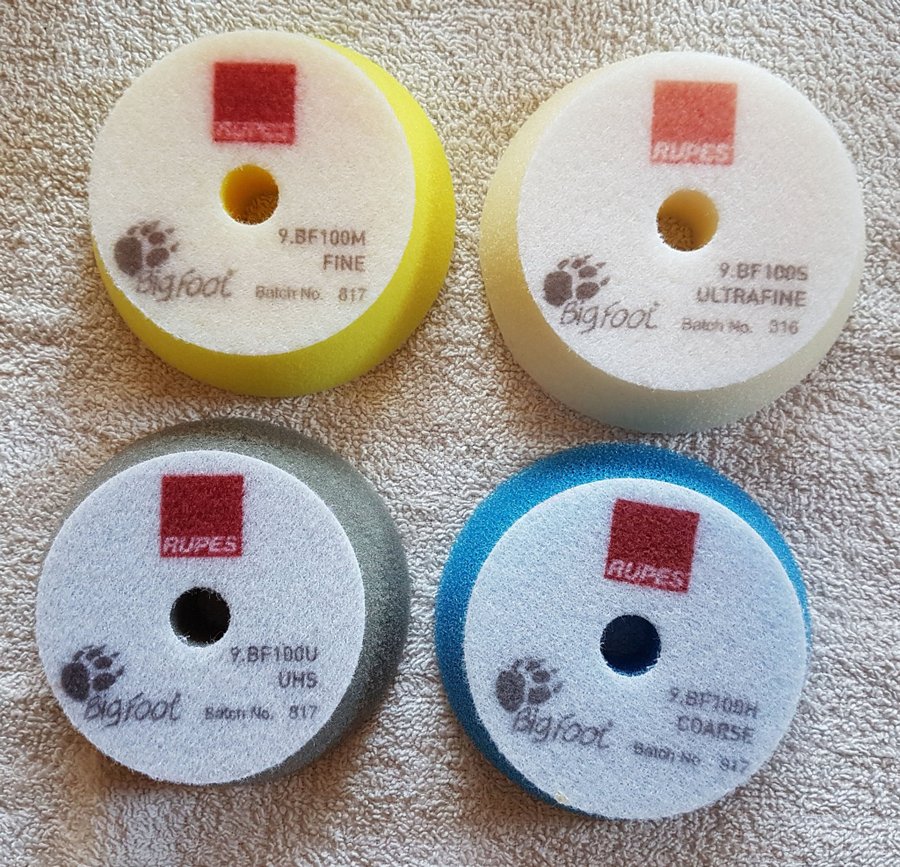 RUPES
9.BF100M
FINE
Bigfoot
Batch No. 817
RUPES
9.BF100S
ULTRAFINE
Bigfoot
Batch No. 316
RUPES
9.BF100U
UHS
Bigfoot
Batch No. 817
RUPES
9.BF100H
COARSE
Bigfoot
Batch No. 817